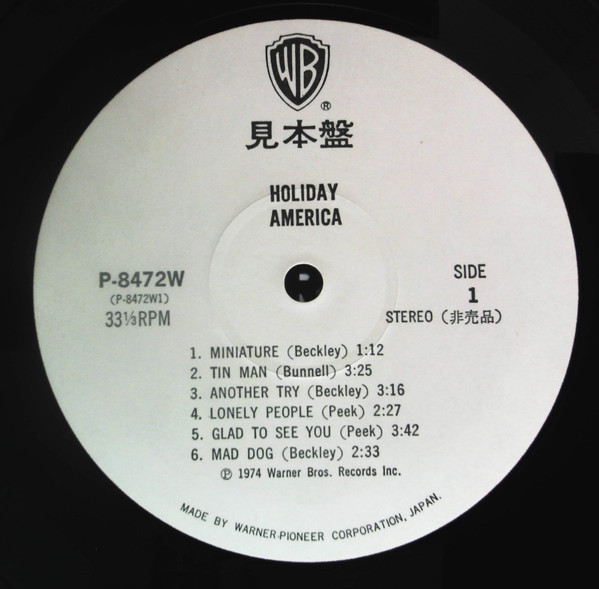 WB
®
見本盤
HOLIDAY
AMERICA
P-8472W
(P-8472W1)
33⅓RPM
SIDE
1
STEREO (非売品)
1. MINIATURE (Beckley) 1:12
2. TIN MAN (Bunnell) 3:25
3. ANOTHER TRY (Beckley) 3:16
4. LONELY PEOPLE (Peek) 2:27
5. GLAD TO SEE YOU (Peek) 3:42
6. MAD DOG (Beckley) 2:33
℗ 1974 Warner Bros. Records Inc.
MADE BY WARNER-PIONEER CORPORATION, JAPAN.